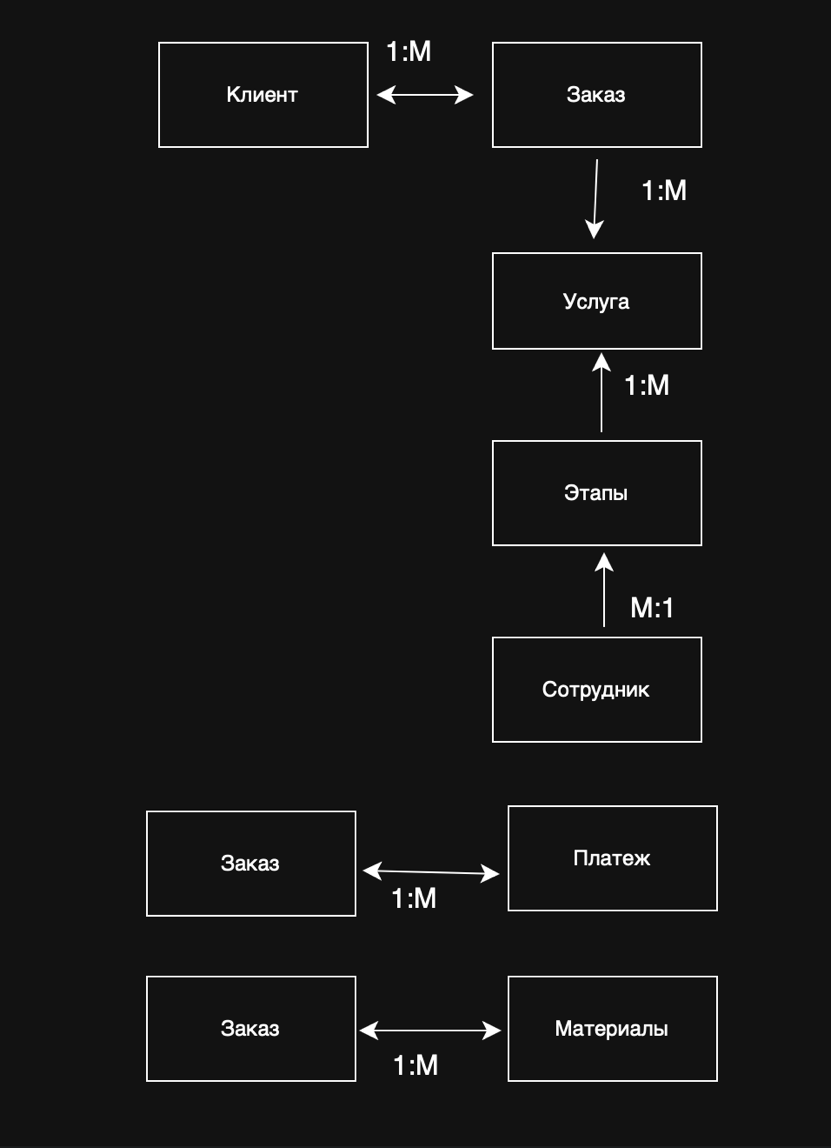 1:M
Клиент
Заказ
1:M
Услуга
1:M
Этапы
M:1
Сотрудник
Заказ
Платеж
1:M
Заказ
Материалы
1:M